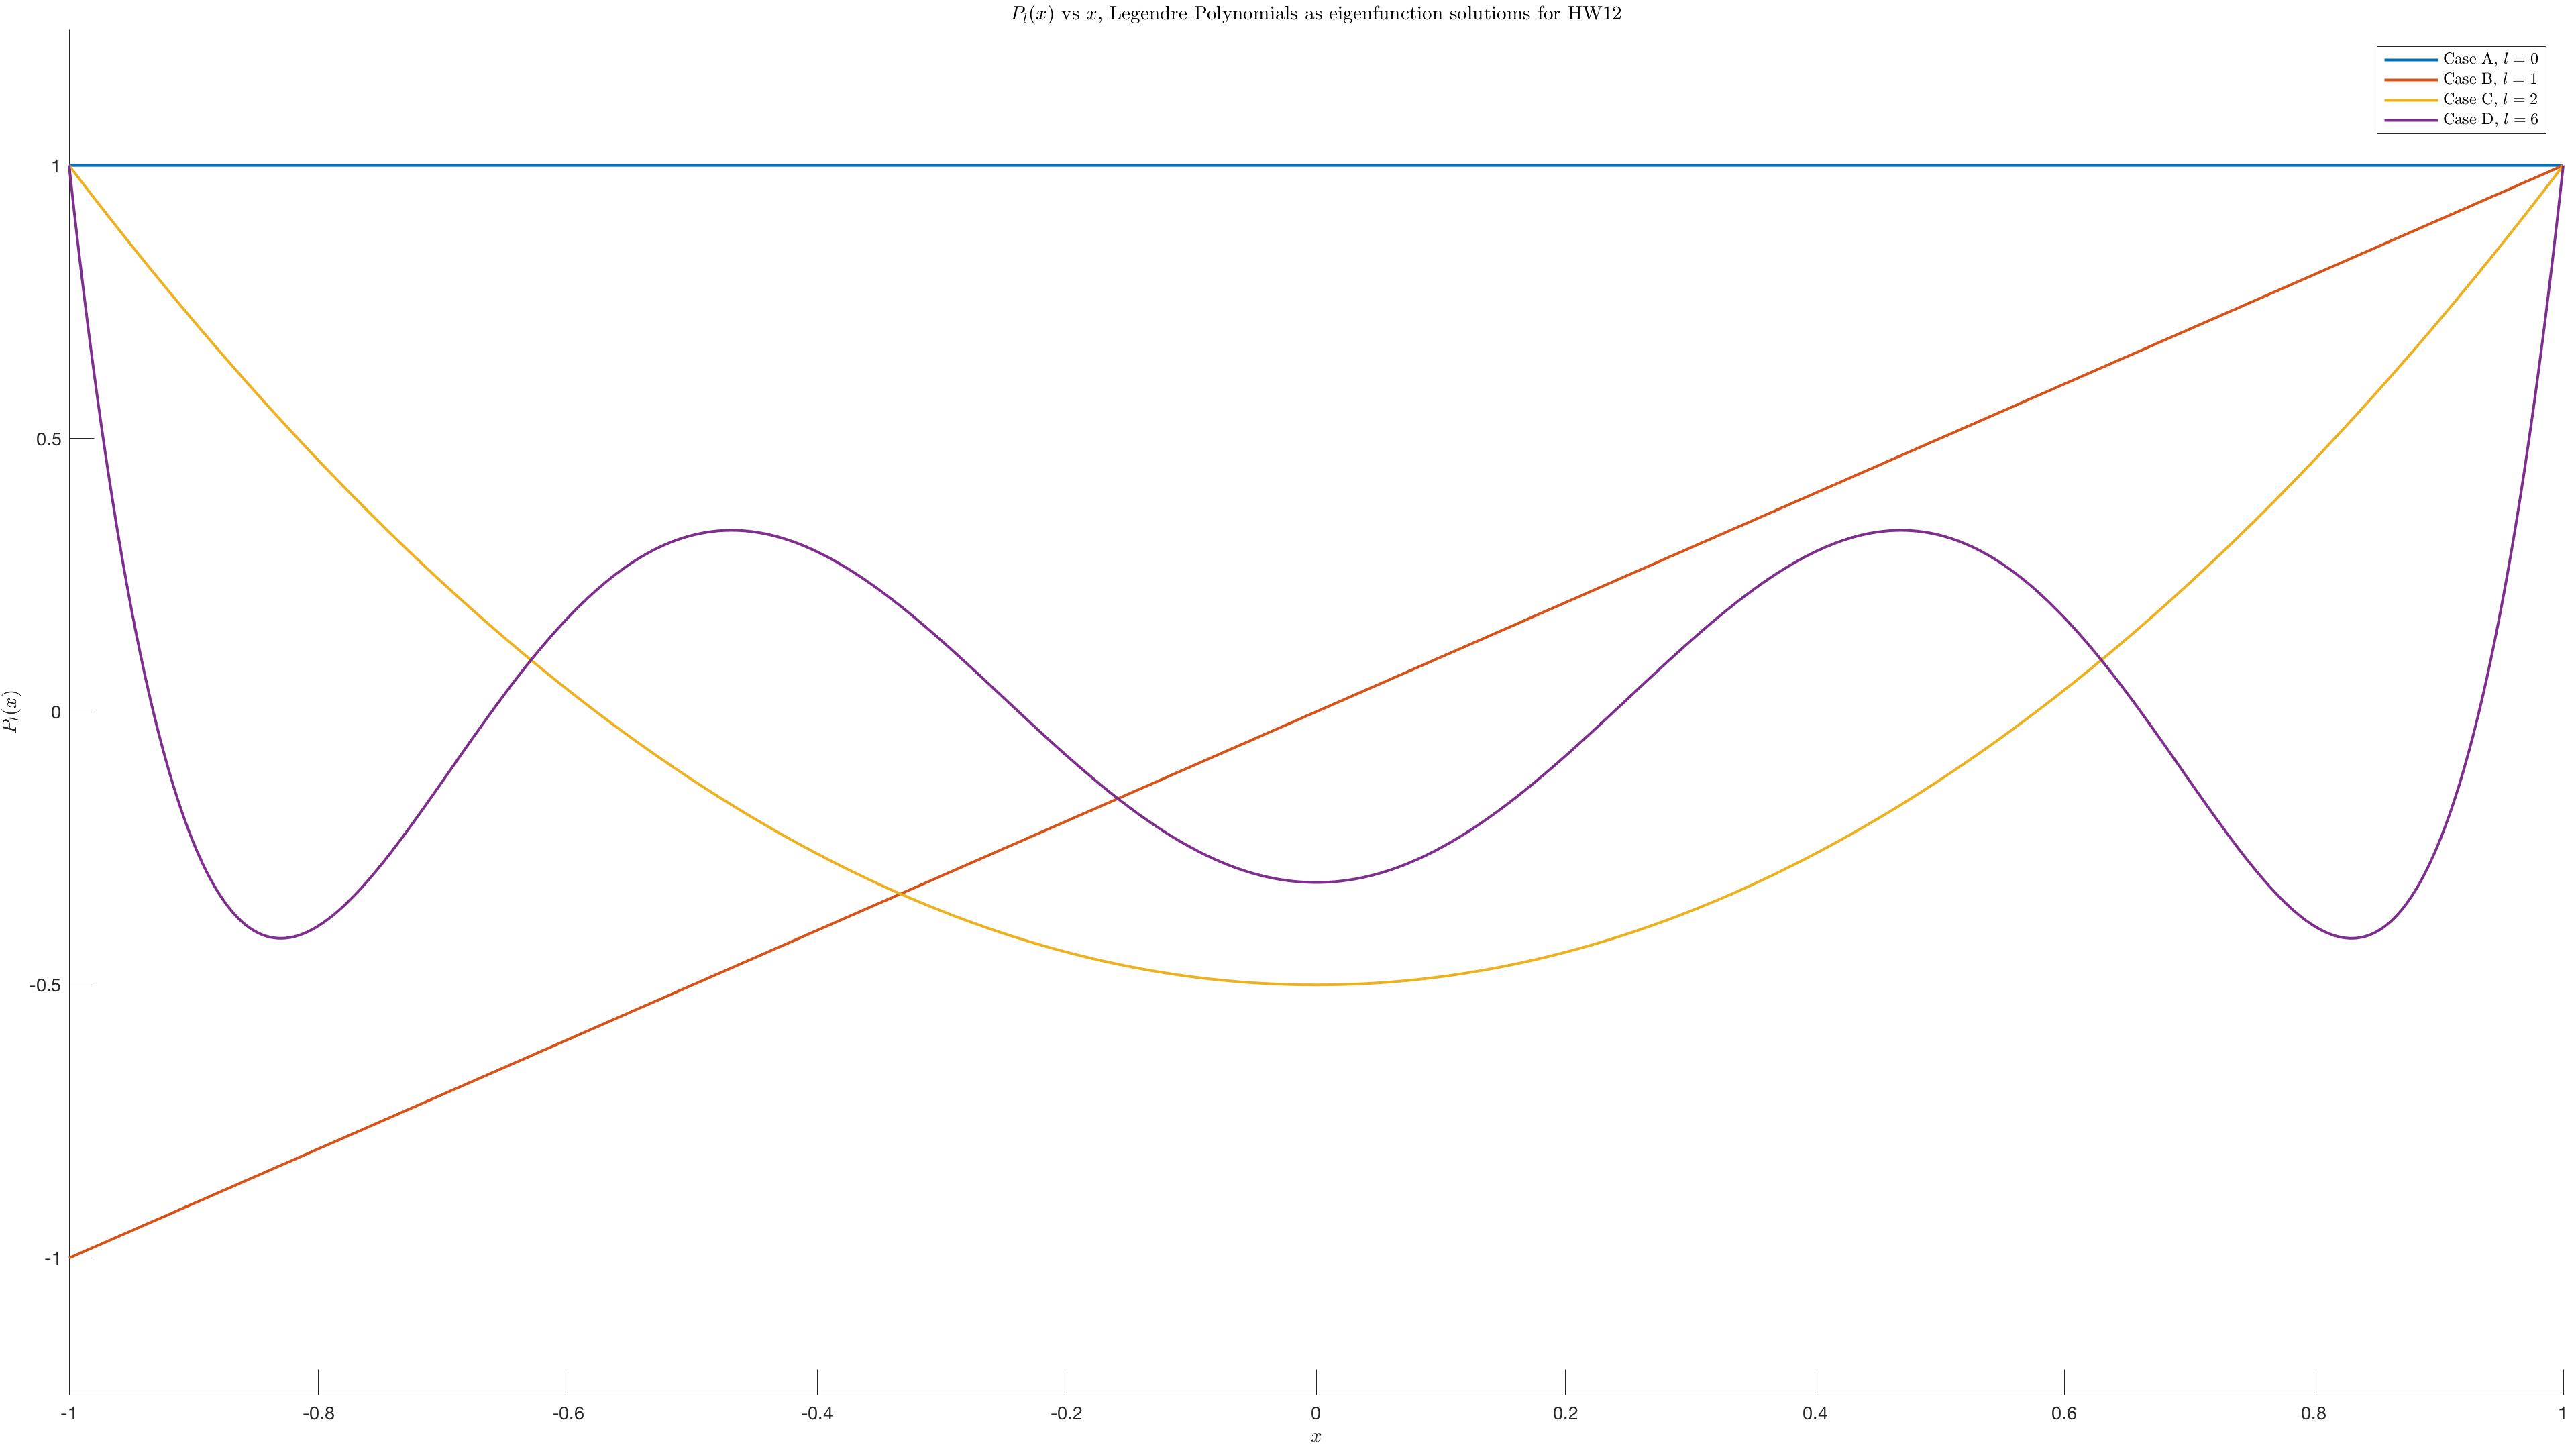 P_l(x) vs x, Legendre Polynomials as eigenfunction solutioms for HW12
Case A, l = 0
Case B, l = 1
Case C, l = 2
Case D, l = 6
1
0.5
0
-0.5
-1
P_l(x)
-1 -0.8 -0.6 -0.4 -0.2 0 0.2 0.4 0.6 0.8 1
x